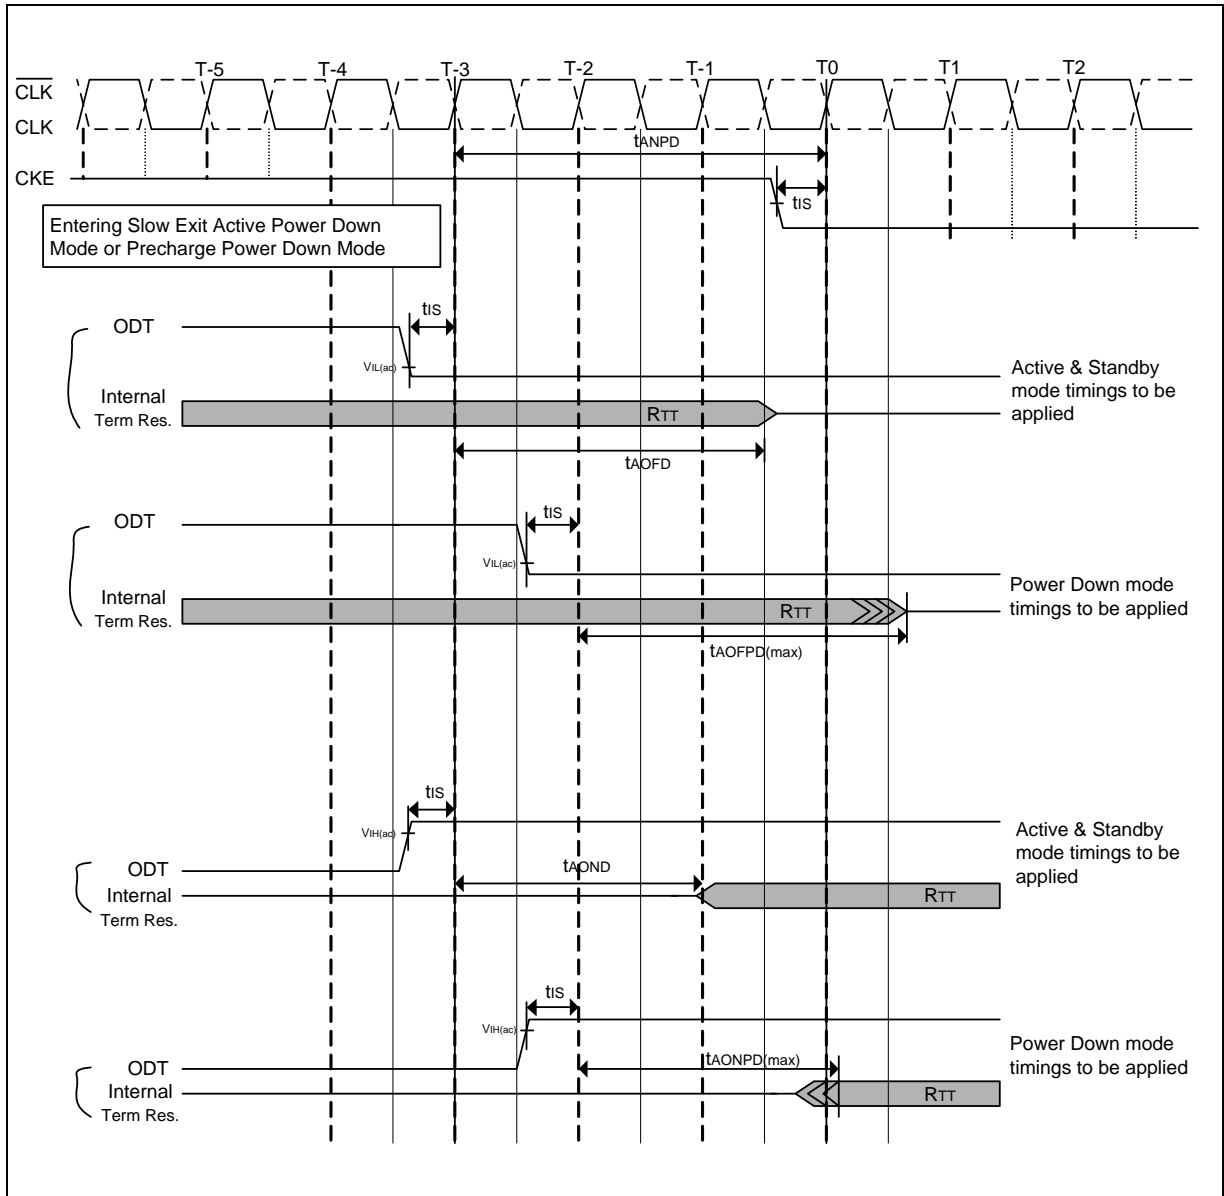 T-5 T-4 T-3 T-2 T-1 T0 T1 T2
CLK
CLK
tANPD
CKE
tIS
Entering Slow Exit Active Power Down
Mode or Precharge Power Down Mode
tIS
ODT
VIL(ac)
Active & Standby
mode timings to be
applied
Internal
Term Res.
RTT
tAOFD
tIS
ODT
VIL(ac)
Power Down mode
timings to be applied
Internal
Term Res.
RTT
tAOFPD(max)
tIS
VIH(ac)
Active & Standby
mode timings to be
applied
ODT
tAOND
Internal
Term Res.
RTT
tIS
VIH(ac)
Power Down mode
timings to be applied
ODT
tAONPD(max)
Internal
Term Res.
RTT